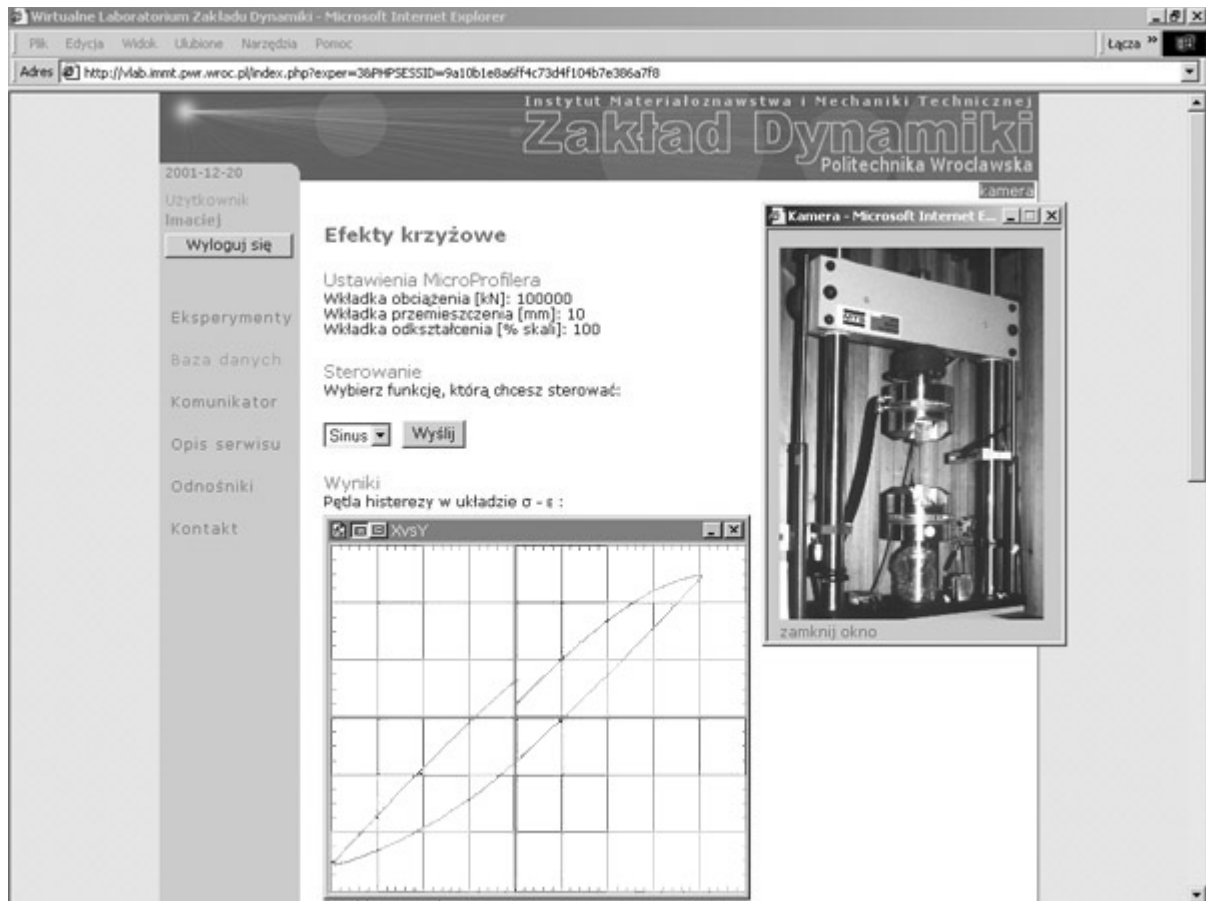 Wirtualne Laboratorium Zakładu Dynamiki - Microsoft Internet Explorer
Plik Edycja Widok Ulubione Narzędzia Pomoc
Łącza »
Adres http://vlab.immt.pwr.wroc.pl/index.php?exper=3&PHPSESSID=9a10b1e8a6ff4c73d4f104b7e386a7f8
Instytut Materiałoznawstwa i Mechaniki Technicznej
Zakład Dynamiki
Politechnika Wrocławska
kamera
2001-12-20
Użytkownik
lmaciej
Wyloguj się
Eksperymenty
Baza danych
Komunikator
Opis serwisu
Odnośniki
Kontakt
Efekty krzyżowe
Ustawienia MicroProfilera
Wkładka obciążenia [kN]: 100000
Wkładka przemieszczenia [mm]: 10
Wkładka odkształcenia [% skali]: 100
Sterowanie
Wybierz funkcję, którą chcesz sterować:
Sinus Wyślij
Wyniki
Pętla histerezy w układzie σ - ε :
XvsY
Kamera - Microsoft Internet E...
MTS
zamknij okno